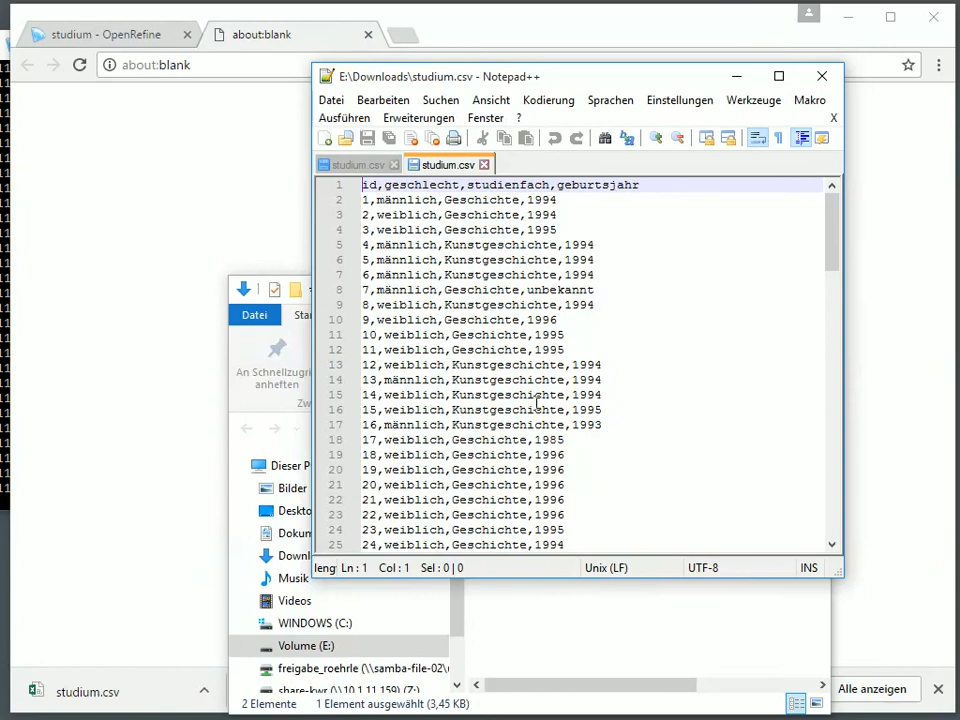 studium - OpenRefine
about:blank
about:blank
E:\Downloads\studium.csv - Notepad++
Datei Bearbeiten Suchen Ansicht Kodierung Sprachen Einstellungen Werkzeuge Makro
Ausführen Erweiterungen Fenster ? X
studium.csv studium.csv
1 id,geschlecht,studienfach,geburtsjahr
2 1,männlich,Geschichte,1994
3 2,weiblich,Geschichte,1994
4 3,weiblich,Geschichte,1995
5 4,männlich,Kunstgeschichte,1994
6 5,männlich,Kunstgeschichte,1994
7 6,männlich,Kunstgeschichte,1994
8 7,männlich,Geschichte,unbekannt
9 8,weiblich,Kunstgeschichte,1994
10 9,weiblich,Geschichte,1996
11 10,weiblich,Geschichte,1995
12 11,weiblich,Geschichte,1995
13 12,weiblich,Kunstgeschichte,1994
14 13,männlich,Kunstgeschichte,1994
15 14,weiblich,Kunstgeschichte,1994
16 15,weiblich,Kunstgeschichte,1995
17 16,männlich,Kunstgeschichte,1993
18 17,weiblich,Geschichte,1985
19 18,weiblich,Geschichte,1996
20 19,weiblich,Geschichte,1996
21 20,weiblich,Geschichte,1996
22 21,weiblich,Geschichte,1996
23 22,weiblich,Geschichte,1996
24 23,weiblich,Geschichte,1995
25 24,weiblich,Geschichte,1994
leng Ln : 1 Col : 1 Sel : 0 | 0 Unix (LF) UTF-8 INS
Datei Star
An Schnellzugri
anheften
Zw
Dieser P
Bilder
Deskto
Dokum
Downl
Musik
Videos
WINDOWS (C:)
Volume (E:)
freigabe_roehrle (\\samba-file-02\
share-kwr (\\10.1.11.159) (Z:)
2 Elemente 1 Element ausgewählt (3,45 KB)
studium.csv
Alle anzeigen